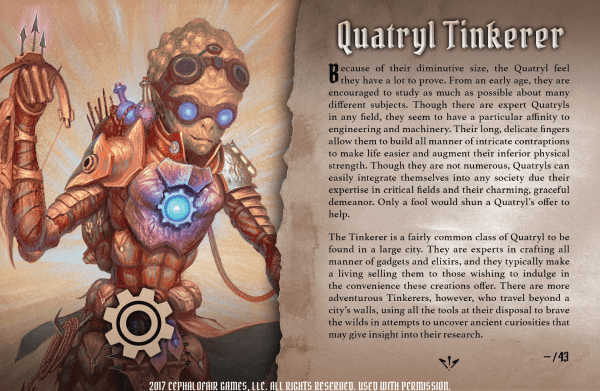 Quatryl Tinkerer
Because of their diminutive size, the Quatryl feel
they have a lot to prove. From an early age, they are
encouraged to study as much as possible about many
different subjects. Though there are expert Quatryls
in any field, they seem to have a particular affinity to
engineering and machinery. Their long, delicate fingers
allow them to build all manner of intricate contraptions
to make life easier and augment their inferior physical
strength. Though they are not numerous, Quatryls can
easily integrate themselves into any society due their
expertise in critical fields and their charming, graceful
demeanor. Only a fool would shun a Quatryl's offer to
help.
The Tinkerer is a fairly common class of Quatryl to be
found in a large city. They are experts in crafting all
manner of gadgets and elixirs, and they typically make
a living selling them to those wishing to indulge in
the convenience these creations offer. There are more
adventurous Tinkerers, however, who travel beyond a
city's walls, using all the tools at their disposal to brave
the wilds in attempts to uncover ancient curiosities that
may give insight into their research.
—/43
2017 CEPHALOFAIR GAMES, LLC. ALL RIGHTS RESERVED. USED WITH PERMISSION.